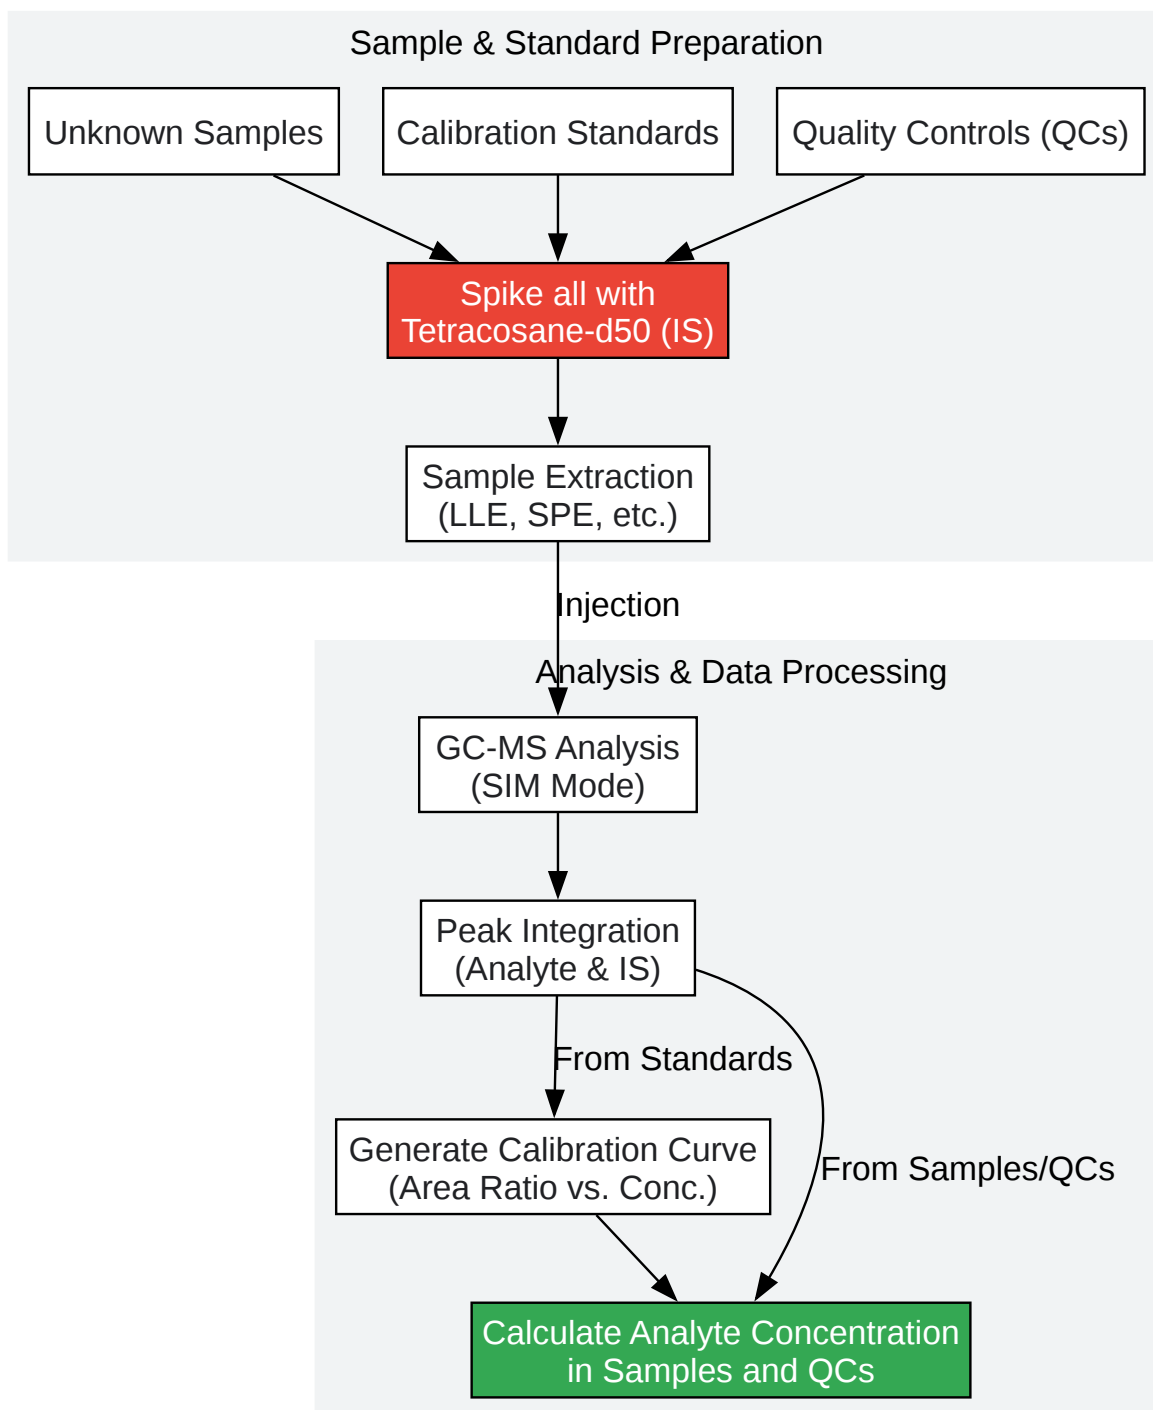 Sample & Standard Preparation
Unknown Samples
Calibration Standards
Quality Controls (QCs)
Spike all with
Tetracosane-d50 (IS)
Sample Extraction
(LLE, SPE, etc.)
Injection
Analysis & Data Processing
GC-MS Analysis
(SIM Mode)
Peak Integration
(Analyte & IS)
From Standards
Generate Calibration Curve
(Area Ratio vs. Conc.)
From Samples/QCs
Calculate Analyte Concentration
in Samples and QCs